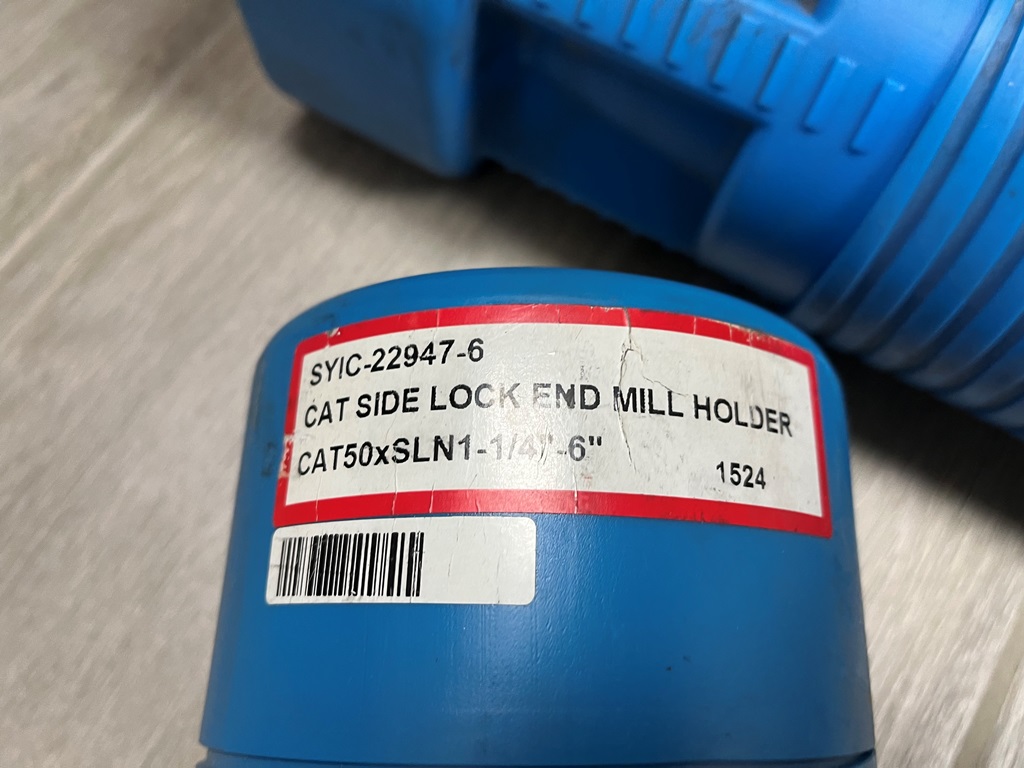 SYIC-22947-6
CAT SIDE LOCK END MILL HOLDER
CAT50xSLN1-1/4"-6"
1524